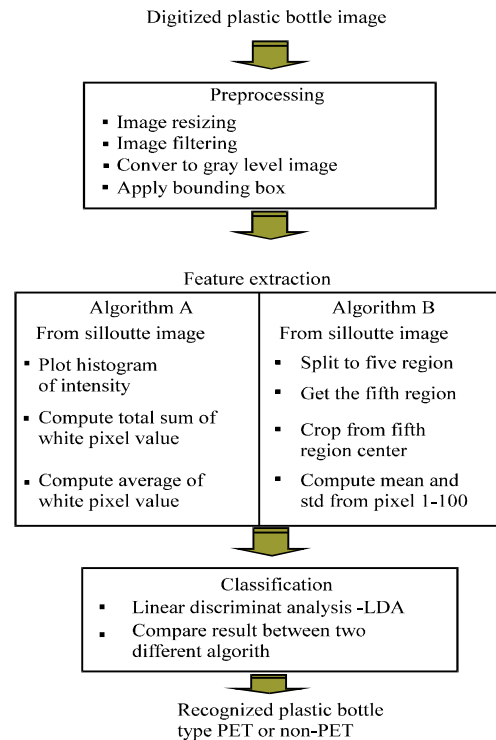 Digitized plastic bottle image
Preprocessing
▪ Image resizing
▪ Image filtering
▪ Conver to gray level image
▪ Apply bounding box
Feature extraction
Algorithm A
From silloutte image
▪ Plot histogram
of intensity
▪ Compute total sum of
white pixel value
▪ Compute average of
white pixel value
Algorithm B
From silloutte image
▪ Split to five region
▪ Get the fifth region
▪ Crop from fifth
region center
▪ Compute mean and
std from pixel 1-100
Classification
▪ Linear discriminat analysis -LDA
▪ Compare result between two
different algorith
Recognized plastic bottle
type PET or non-PET